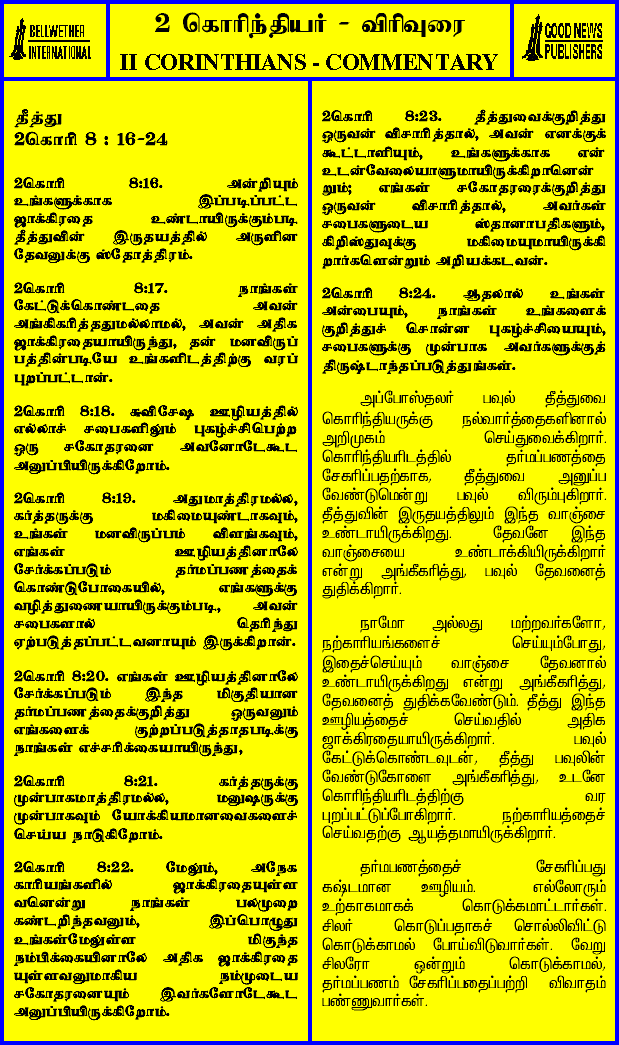 BELLWETHER
INTERNATIONAL
2 கொரிந்தியர் - விரிவுரை
II CORINTHIANS - COMMENTARY
GOOD NEWS
PUBLISHERS
தீத்து
2கொரி 8 : 16-24
2கொரி 8:16. அன்றியும்
உங்களுக்காக இப்படிப்பட்ட
ஜாக்கிரதை உண்டாயிருக்கும்படி
தீத்துவின் இருதயத்தில் அருளின
தேவனுக்கு ஸ்தோத்திரம்.
2கொரி 8:17. நாங்கள்
கேட்டுக்கொண்டதை அவன்
அங்கிகரித்ததுமல்லாமல், அவன் அதிக
ஜாக்கிரதையாயிருந்து, தன் மனவிருப்
பத்தின்படியே உங்களிடத்திற்கு வரப்
புறப்பட்டான்.
2கொரி 8:18. சுவிசேஷ ஊழியத்தில்
எல்லாச் சபைகளிலும் புகழ்ச்சிபெற்ற
ஒரு சகோதரனை அவனோடேகூட
அனுப்பியிருக்கிறோம்.
2கொரி 8:19. அதுமாத்திரமல்ல,
கர்த்தருக்கு மகிமையுண்டாகவும்,
உங்கள் மனவிருப்பம் விளங்கவும்,
எங்கள் ஊழியத்தினாலே
சேர்க்கப்படும் தர்மப்பணத்தைக்
கொண்டுபோகையில், எங்களுக்கு
வழித்துணையாயிருக்கும்படி, அவன்
சபைகளால் தெரிந்து
ஏற்படுத்தப்பட்டவனாயும் இருக்கிறான்.
2கொரி 8:20. எங்கள் ஊழியத்தினாலே
சேர்க்கப்படும் இந்த மிகுதியான
தர்மப்பணத்தைக்குறித்து ஒருவனும்
எங்களைக் குற்றப்படுத்தாதபடிக்கு
நாங்கள் எச்சரிக்கையாயிருந்து,
2கொரி 8:21. கர்த்தருக்கு
முன்பாகமாத்திரமல்ல, மனுஷருக்கு
முன்பாகவும் யோக்கியமானவைகளைச்
செய்ய நாடுகிறோம்.
2கொரி 8:22. மேலும், அநேக
காரியங்களில் ஜாக்கிரதையுள்ள
வனென்று நாங்கள் பலமுறை
கண்டறிந்தவனும், இப்பொழுது
உங்கள்மேலுள்ள மிகுந்த
நம்பிக்கையினாலே அதிக ஜாக்கிரதை
யுள்ளவனுமாகிய நம்முடைய
சகோதரனையும் இவர்களோடேகூட
அனுப்பியிருக்கிறோம்.
2கொரி 8:23. தீத்துவைக்குறித்து
ஒருவன் விசாரித்தால், அவன் எனக்குக்
கூட்டாளியும், உங்களுக்காக என்
உடன்வேலையாளுமாயிருக்கிறானென்
றும்; எங்கள் சகோதரரைக்குறித்து
ஒருவன் விசாரித்தால், அவர்கள்
சபைகளுடைய ஸ்தானாபதிகளும்,
கிறிஸ்துவுக்கு மகிமையுமாயிருக்கி
றார்களென்றும் அறியக்கடவன்.
2கொரி 8:24. ஆதலால் உங்கள்
அன்பையும், நாங்கள் உங்களைக்
குறித்துச் சொன்ன புகழ்ச்சியையும்,
சபைகளுக்கு முன்பாக அவர்களுக்குத்
திருஷ்டாந்தப்படுத்துங்கள்.
அப்போஸ்தலர் பவுல் தீத்துவை
கொரிந்தியருக்கு நல்வார்த்தைகளினால்
அறிமுகம் செய்துவைக்கிறார்.
கொரிந்தியரிடத்தில் தர்மப்பணத்தை
சேகரிப்பதற்காக, தீத்துவை அனுப்ப
வேண்டுமென்று பவுல் விரும்புகிறார்.
தீத்துவின் இருதயத்திலும் இந்த வாஞ்சை
உண்டாயிருக்கிறது. தேவனே இந்த
வாஞ்சையை உண்டாக்கியிருக்கிறார்
என்று அங்கீகரித்து, பவுல் தேவனைத்
துதிக்கிறார்.
நாமோ அல்லது மற்றவர்களோ,
நற்காரியங்களைச் செய்யும்போது,
இதைச்செய்யும் வாஞ்சை தேவனால்
உண்டாயிருக்கிறது என்று அங்கீகரித்து,
தேவனைத் துதிக்கவேண்டும். தீத்து இந்த
ஊழியத்தைச் செய்வதில் அதிக
ஜாக்கிரதையாயிருக்கிறார். பவுல்
கேட்டுக்கொண்டவுடன், தீத்து பவுலின்
வேண்டுகோளை அங்கீகரித்து, உடனே
கொரிந்தியரிடத்திற்கு வர
புறப்பட்டுப்போகிறார். நற்காரியத்தைச்
செய்வதற்கு ஆயத்தமாயிருக்கிறார்.
தர்மபணத்தைச் சேகரிப்பது
கஷ்டமான ஊழியம். எல்லோரும்
உற்காகமாகக் கொடுக்கமாட்டார்கள்.
சிலர் கொடுப்பதாகச் சொல்லிவிட்டு
கொடுக்காமல் போய்விடுவார்கள். வேறு
சிலரோ ஒன்றும் கொடுக்காமல்,
தர்மப்பணம் சேகரிப்பதைப்பற்றி விவாதம்
பண்ணுவார்கள்.